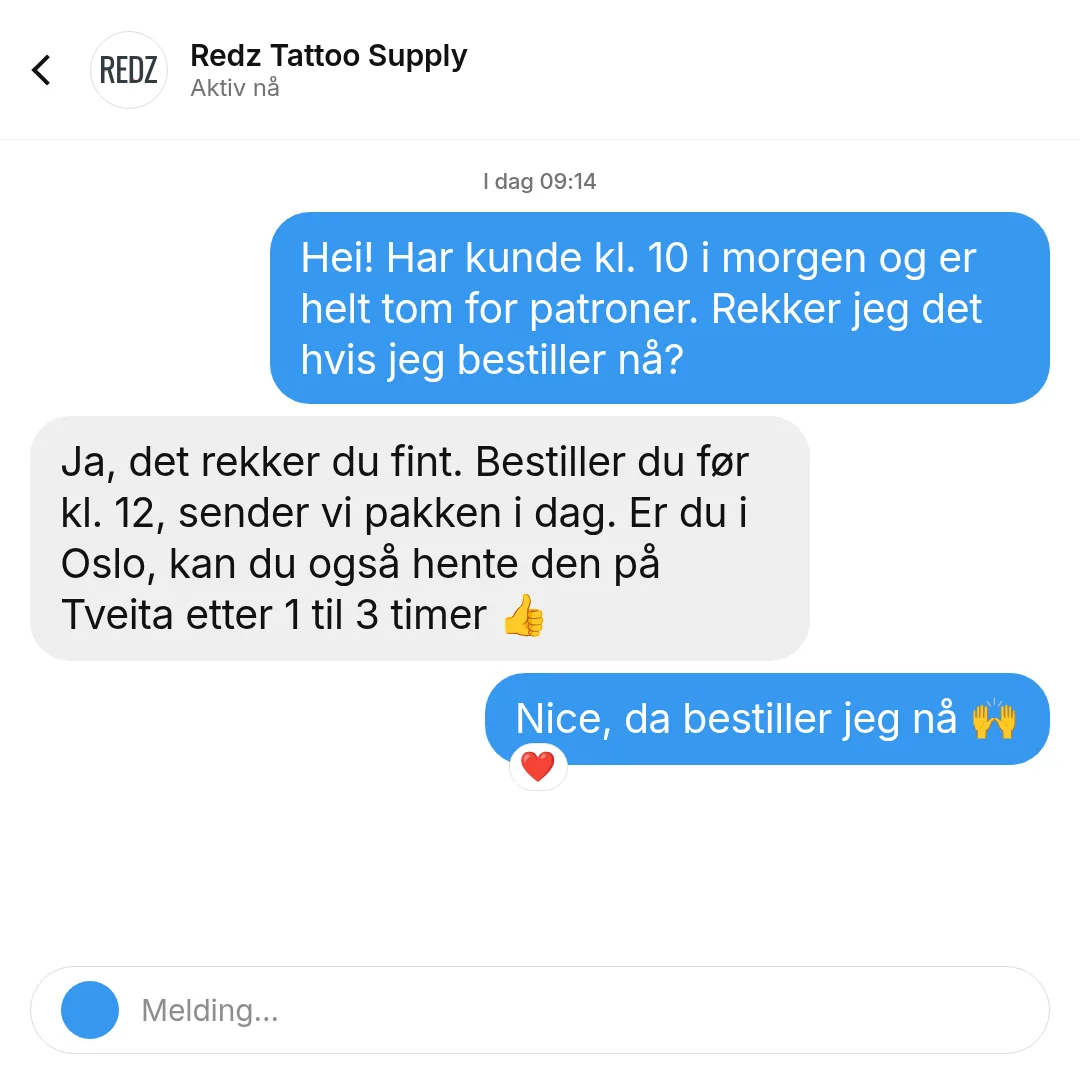 REDZ
Redz Tattoo Supply
Aktiv nå
I dag 09:14
Hei! Har kunde kl. 10 i morgen og er
helt tom for patroner. Rekker jeg det
hvis jeg bestiller nå?
Ja, det rekker du fint. Bestiller du før
kl. 12, sender vi pakken i dag. Er du i
Oslo, kan du også hente den på
Tveita etter 1 til 3 timer 👍
Nice, da bestiller jeg nå 🙌
❤️
Melding...